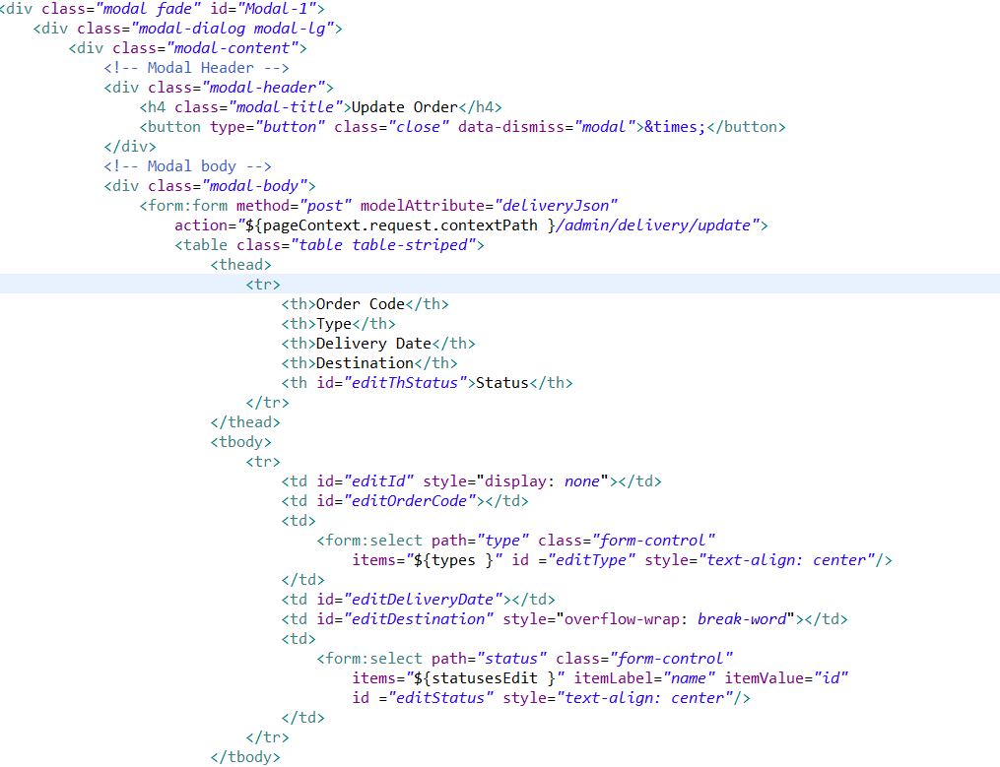 <div class="modal fade" id="Modal-1">
<div class="modal-dialog modal-lg">
<div class="modal-content">
<!-- Modal Header -->
<div class="modal-header">
<h4 class="modal-title">Update Order</h4>
<button type="button" class="close" data-dismiss="modal">&times;</button>
</div>
<!-- Modal body -->
<div class="modal-body">
<form:form method="post" modelAttribute="deliveryJson"
action="${pageContext.request.contextPath }/admin/delivery/update">
<table class="table table-striped">
<thead>
<tr>
<th>Order Code</th>
<th>Type</th>
<th>Delivery Date</th>
<th>Destination</th>
<th id="editThStatus">Status</th>
</tr>
</thead>
<tbody>
<tr>
<td id="editId" style="display: none"></td>
<td id="editOrderCode"></td>
<td>
<form:select path="type" class="form-control"
items="${types }" id ="editType" style="text-align: center"/>
</td>
<td id="editDeliveryDate"></td>
<td id="editDestination" style="overflow-wrap: break-word"></td>
<td>
<form:select path="status" class="form-control"
items="${statusesEdit }" itemLabel="name" itemValue="id"
id ="editStatus" style="text-align: center"/>
</td>
</tr>
</tbody>